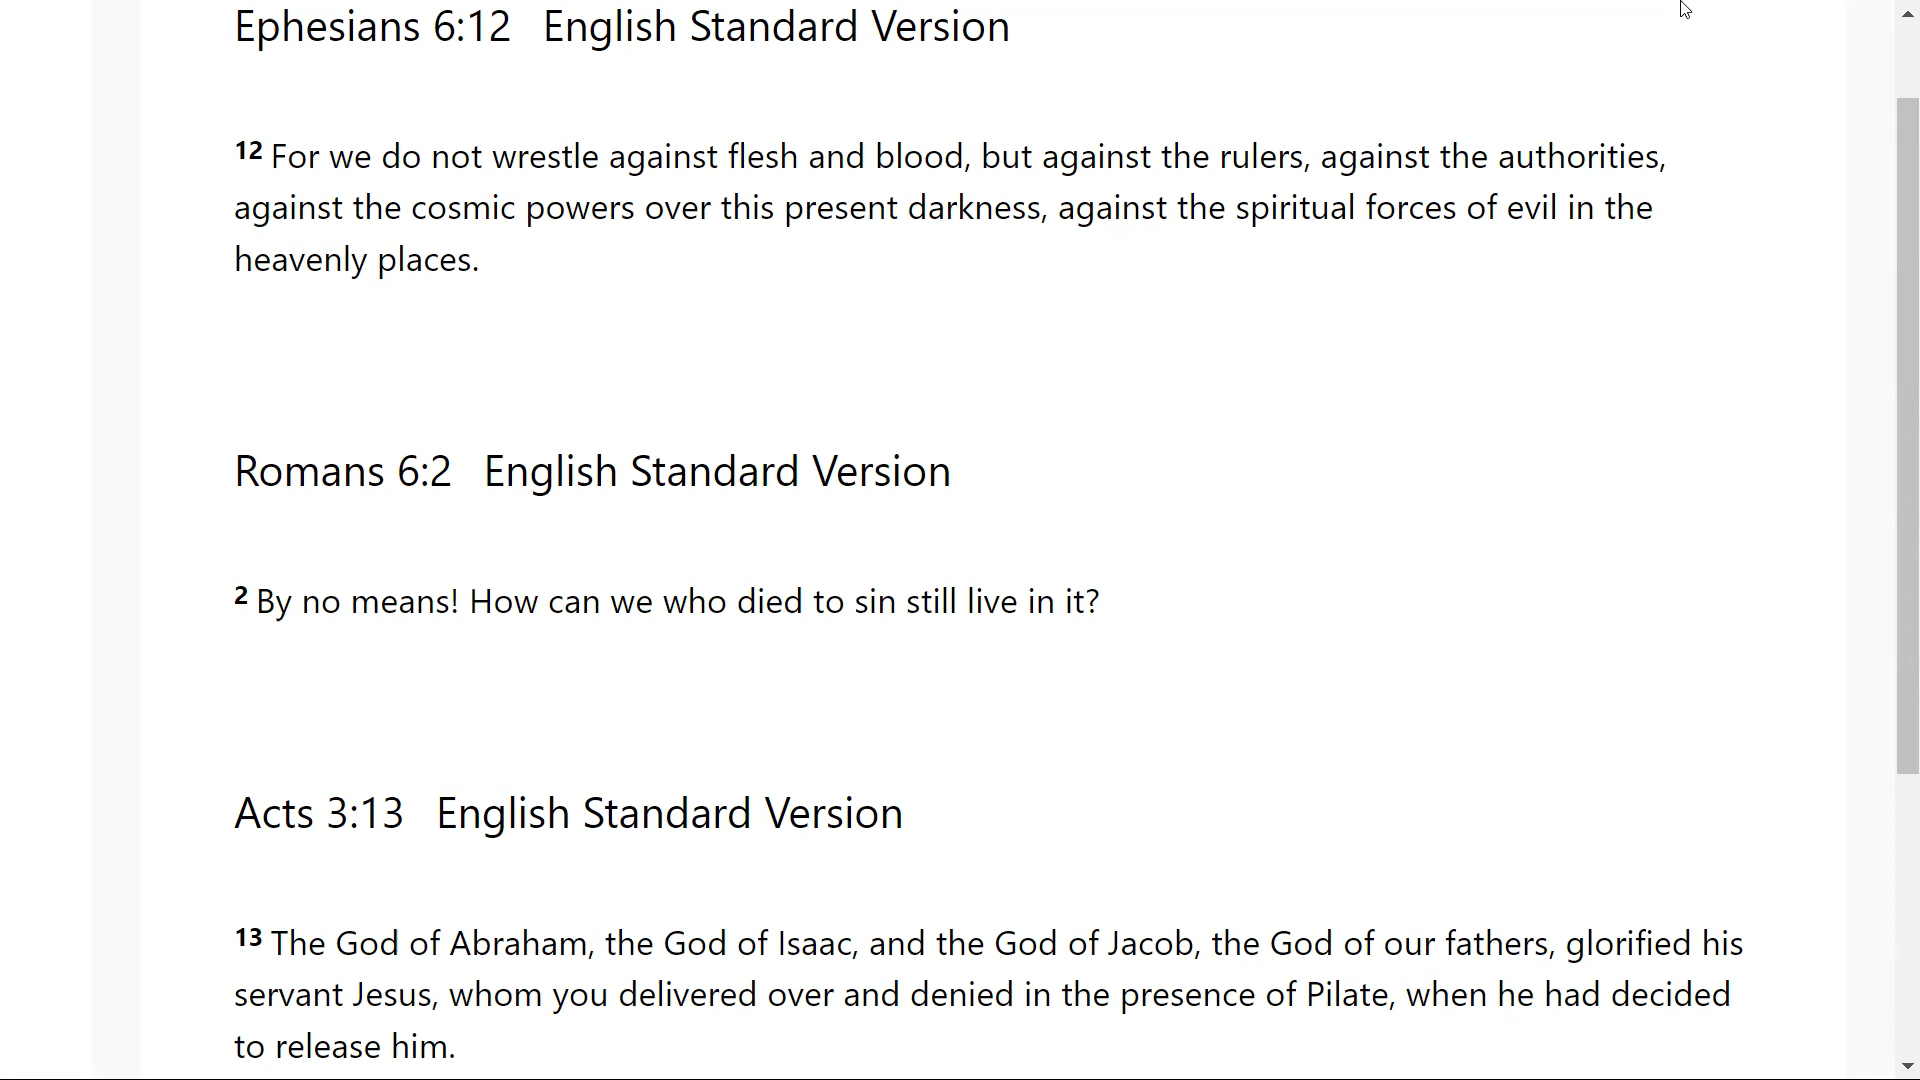 Ephesians 6:12 English Standard Version
12 For we do not wrestle against flesh and blood, but against the rulers, against the authorities,
against the cosmic powers over this present darkness, against the spiritual forces of evil in the
heavenly places.
Romans 6:2 English Standard Version
2 By no means! How can we who died to sin still live in it?
Acts 3:13 English Standard Version
13 The God of Abraham, the God of Isaac, and the God of Jacob, the God of our fathers, glorified his
servant Jesus, whom you delivered over and denied in the presence of Pilate, when he had decided
to release him.